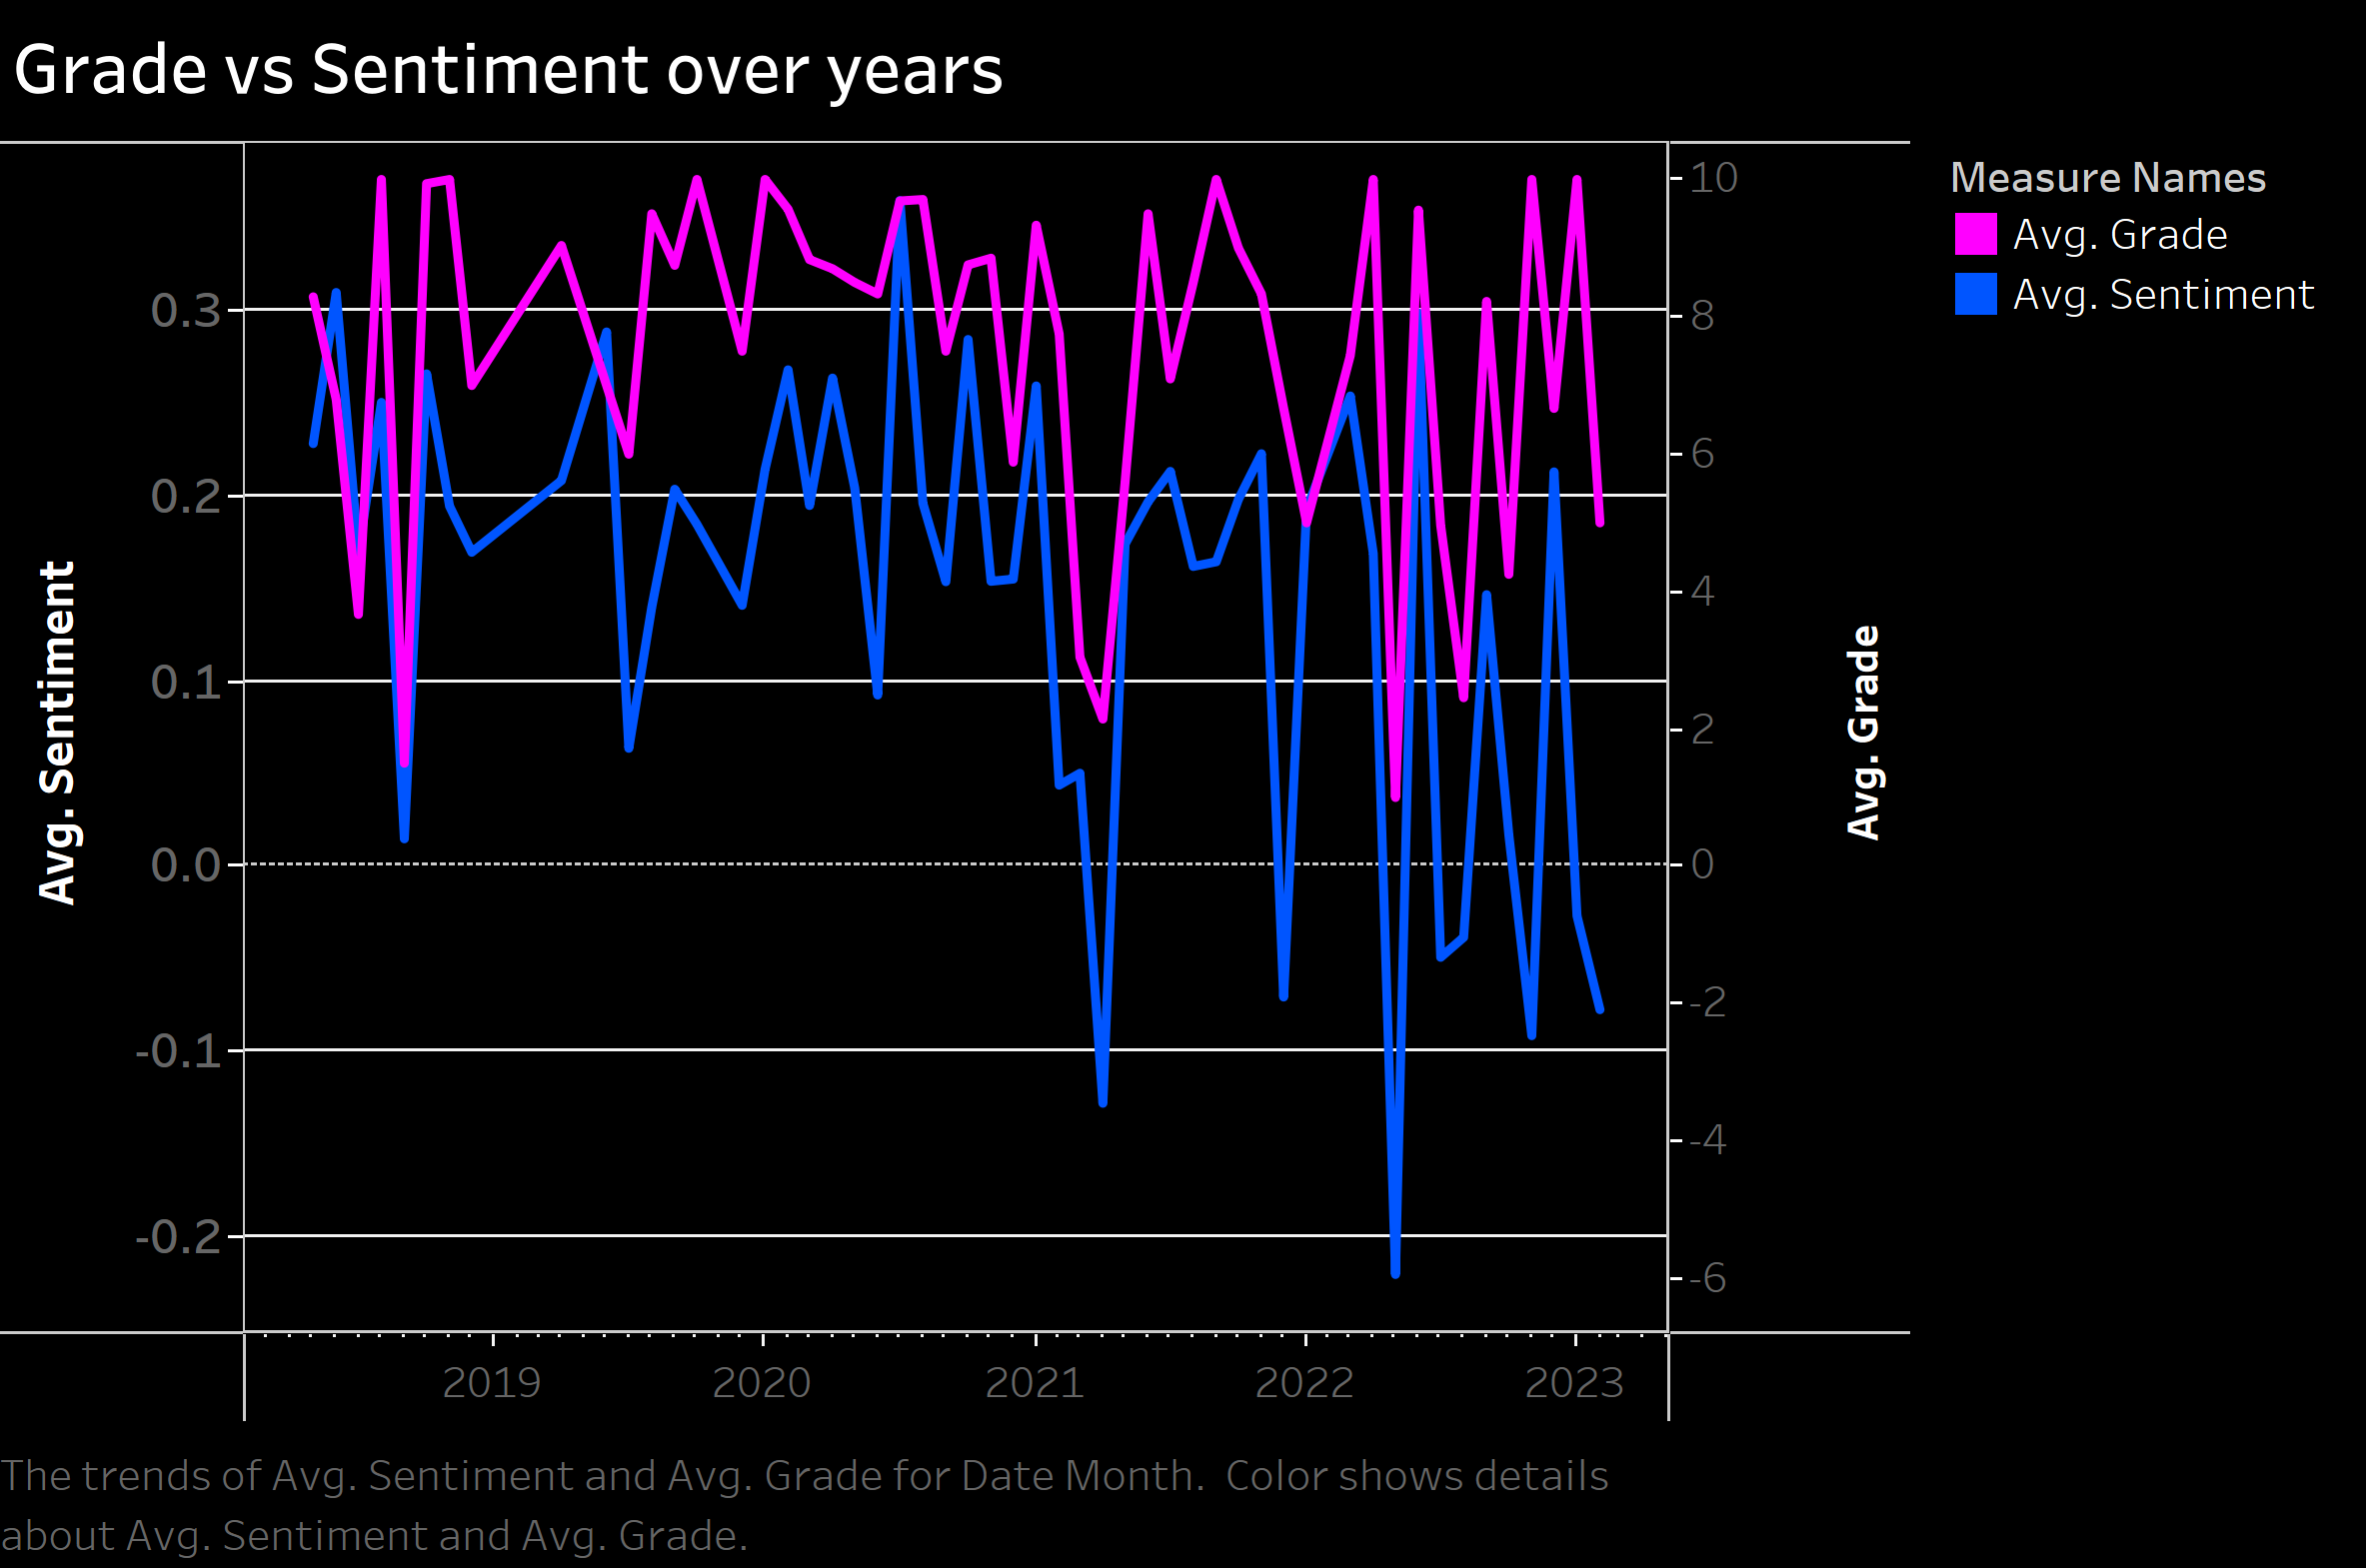 Grade vs Sentiment over years
Measure Names
Avg. Grade
Avg. Sentiment
Avg. Sentiment
0.3
0.2
0.1
0.0
-0.1
-0.2
10
8
6
4
2
0
-2
-4
-6
Avg. Grade
2019 2020 2021 2022 2023
The trends of Avg. Sentiment and Avg. Grade for Date Month. Color shows details
about Avg. Sentiment and Avg. Grade.